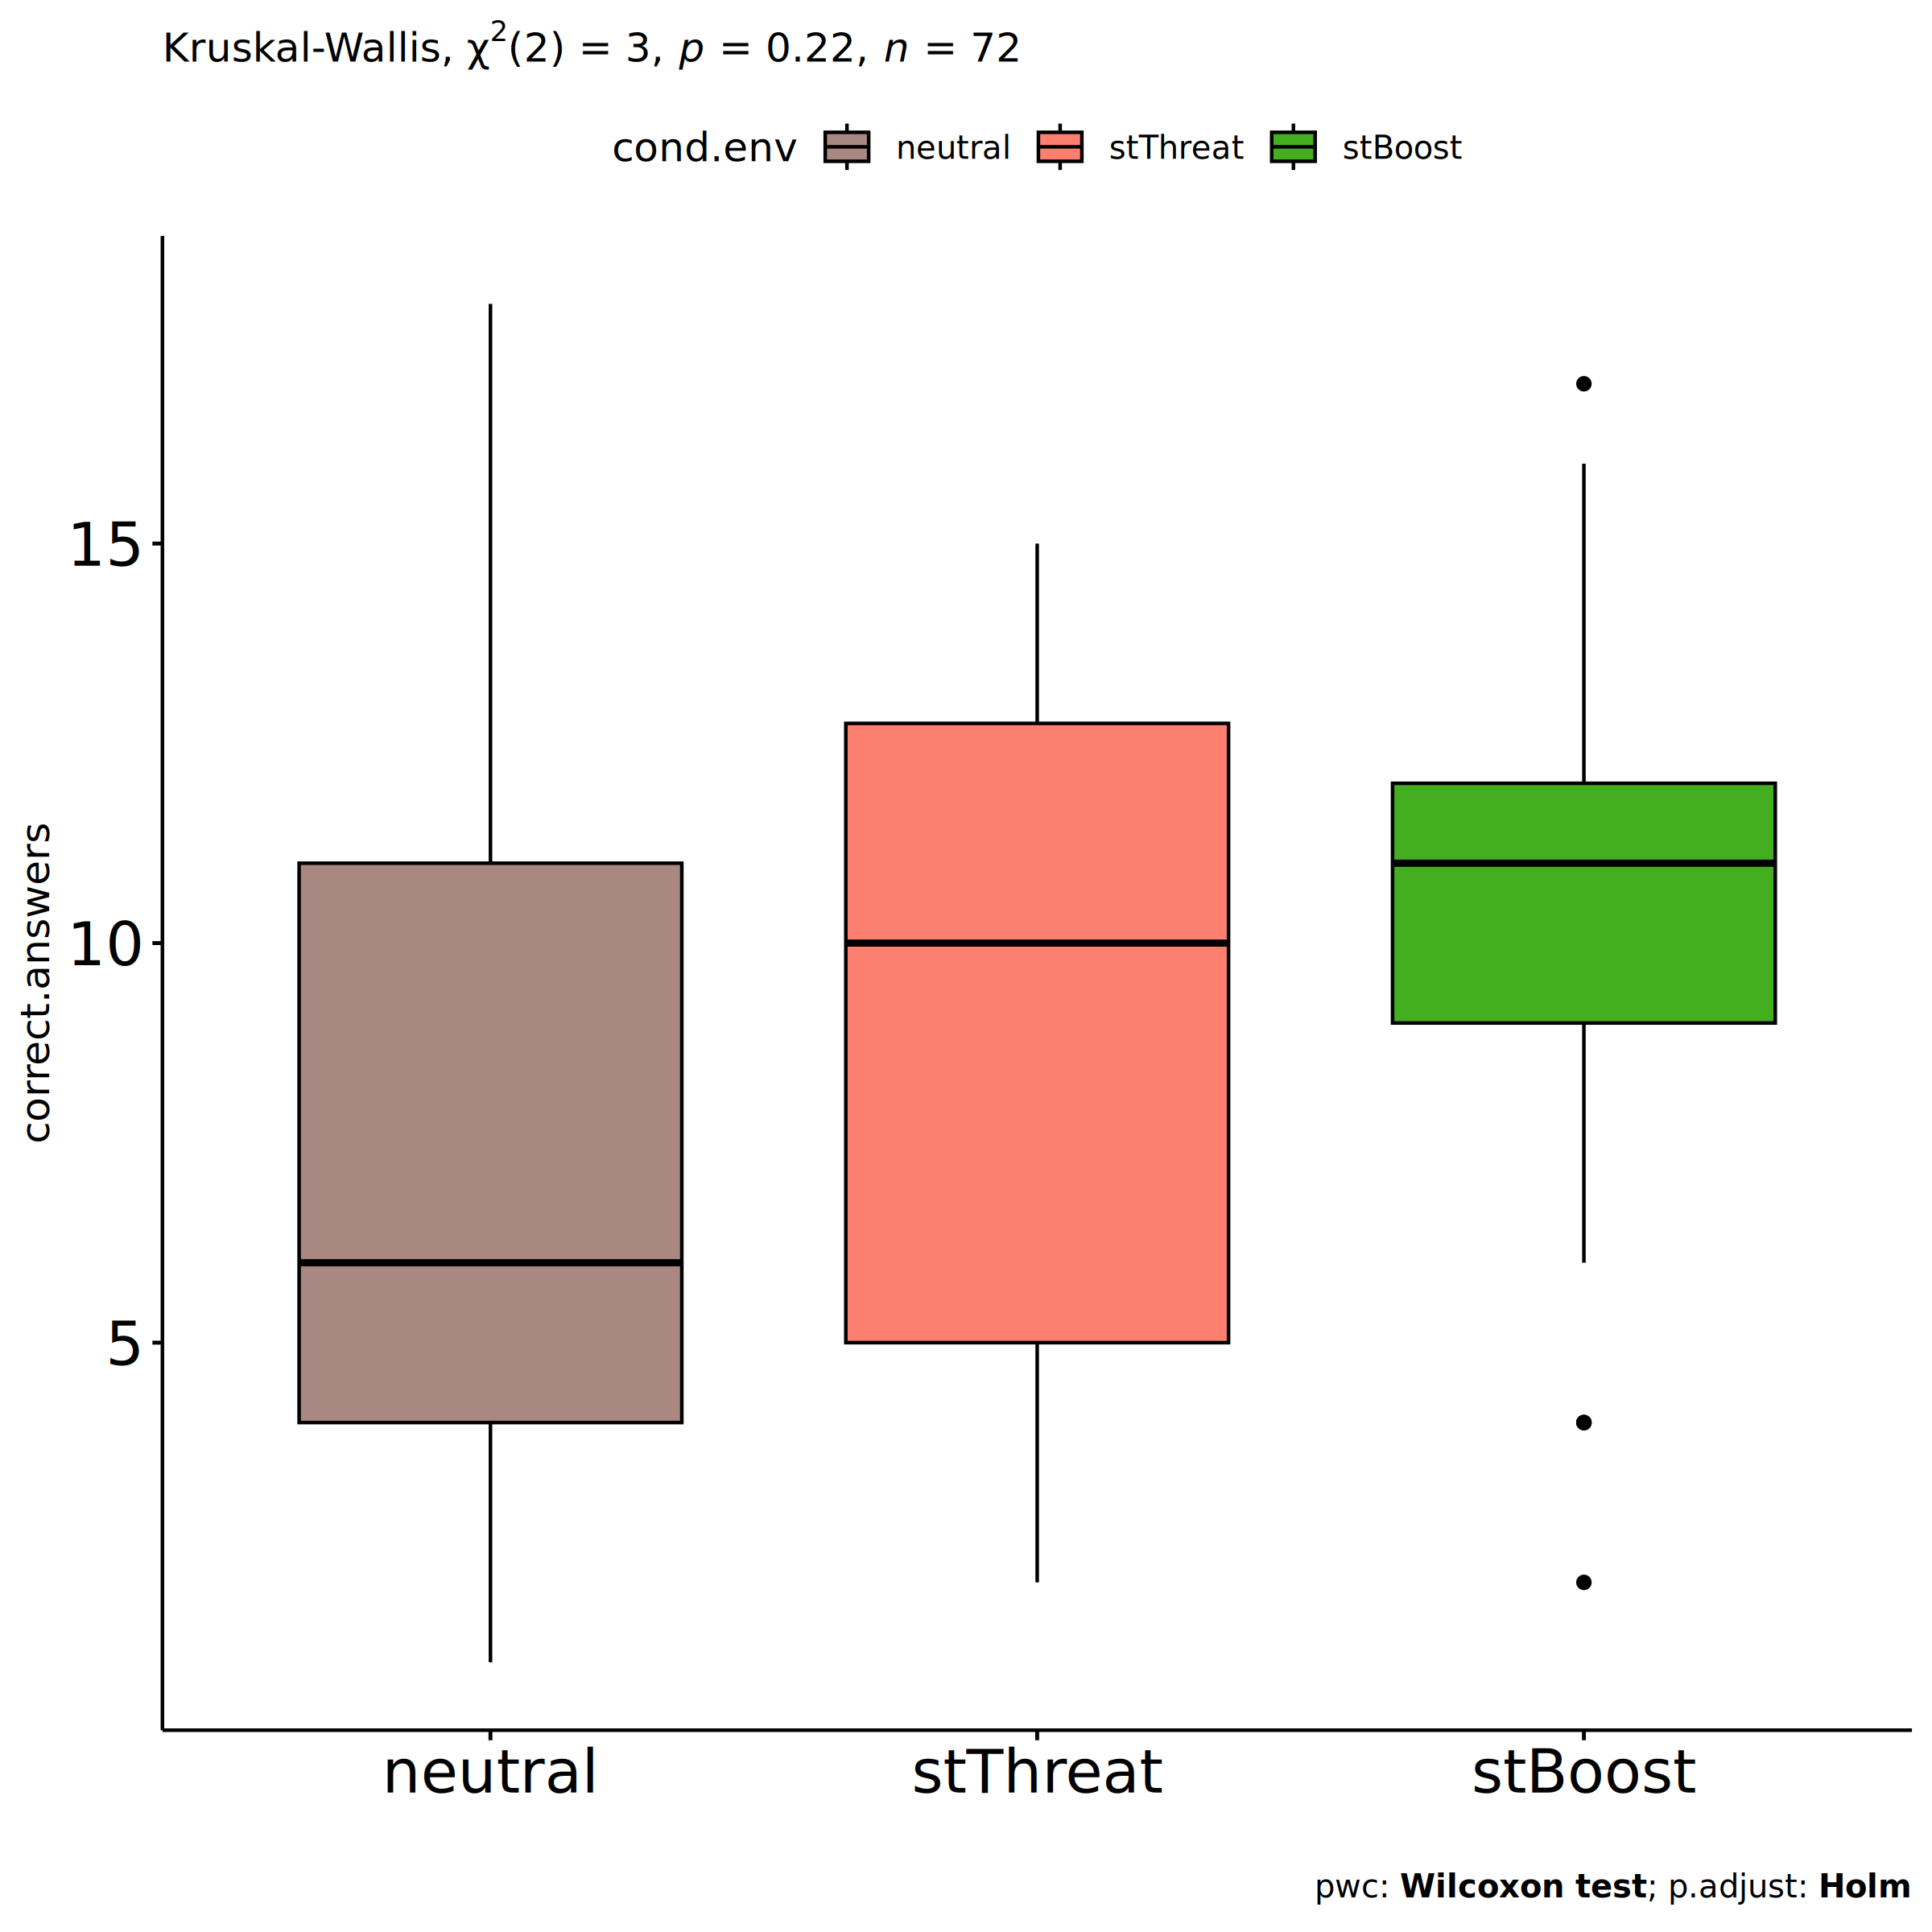 Kruskal-Wallis, χ²(2) = 3, p = 0.22, n = 72
cond.env neutral stThreat stBoost
correct.answers
15
10
5
neutral stThreat stBoost
pwc: Wilcoxon test; p.adjust: Holm